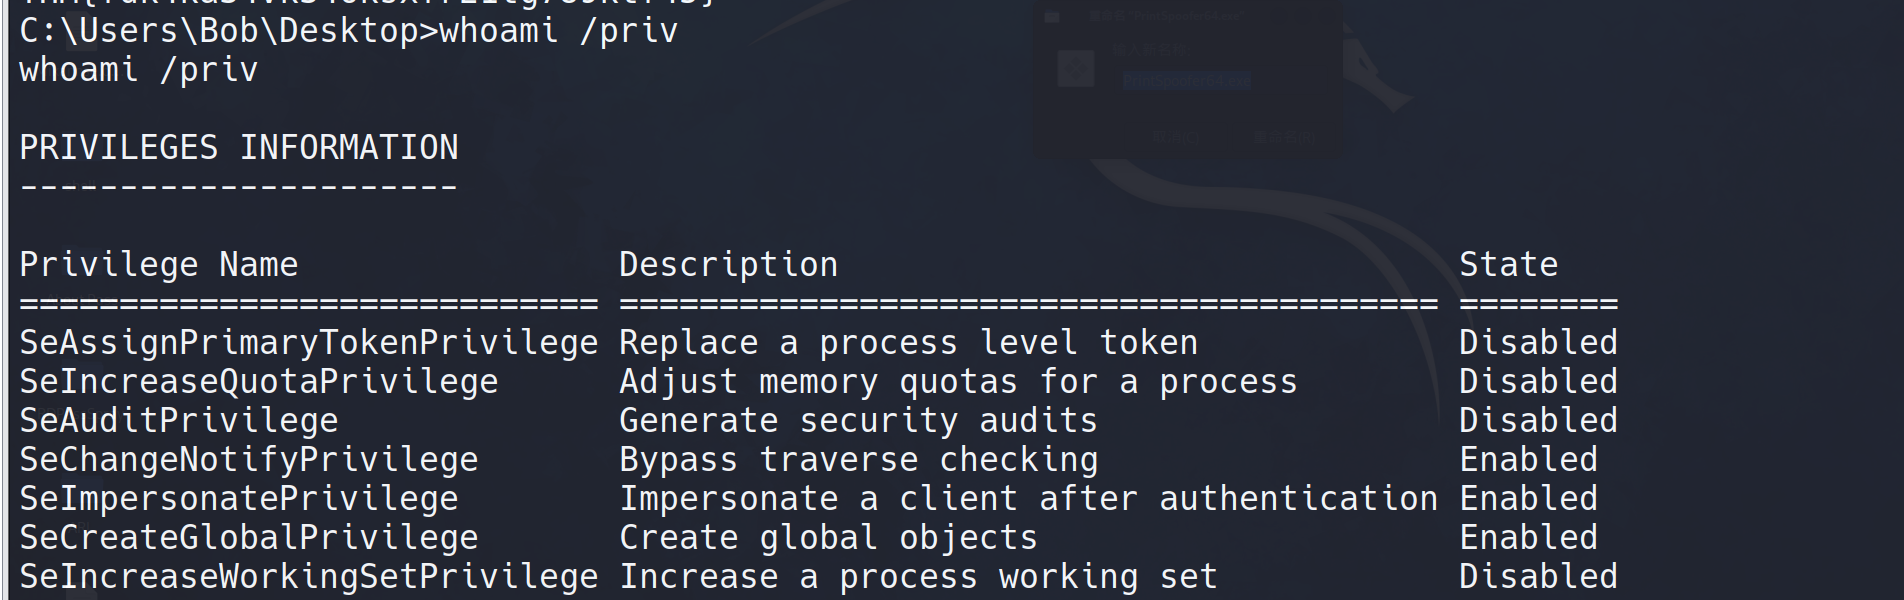 C:\Users\Bob\Desktop>whoami /priv
whoami /priv
PRIVILEGES INFORMATION
----------------------
Privilege Name                Description                               State
============================= ========================================= ========
SeAssignPrimaryTokenPrivilege Replace a process level token             Disabled
SeIncreaseQuotaPrivilege      Adjust memory quotas for a process        Disabled
SeAuditPrivilege              Generate security audits                  Disabled
SeChangeNotifyPrivilege       Bypass traverse checking                  Enabled
SeImpersonatePrivilege        Impersonate a client after authentication Enabled
SeCreateGlobalPrivilege       Create global objects                     Enabled
SeIncreaseWorkingSetPrivilege Increase a process working set            Disabled